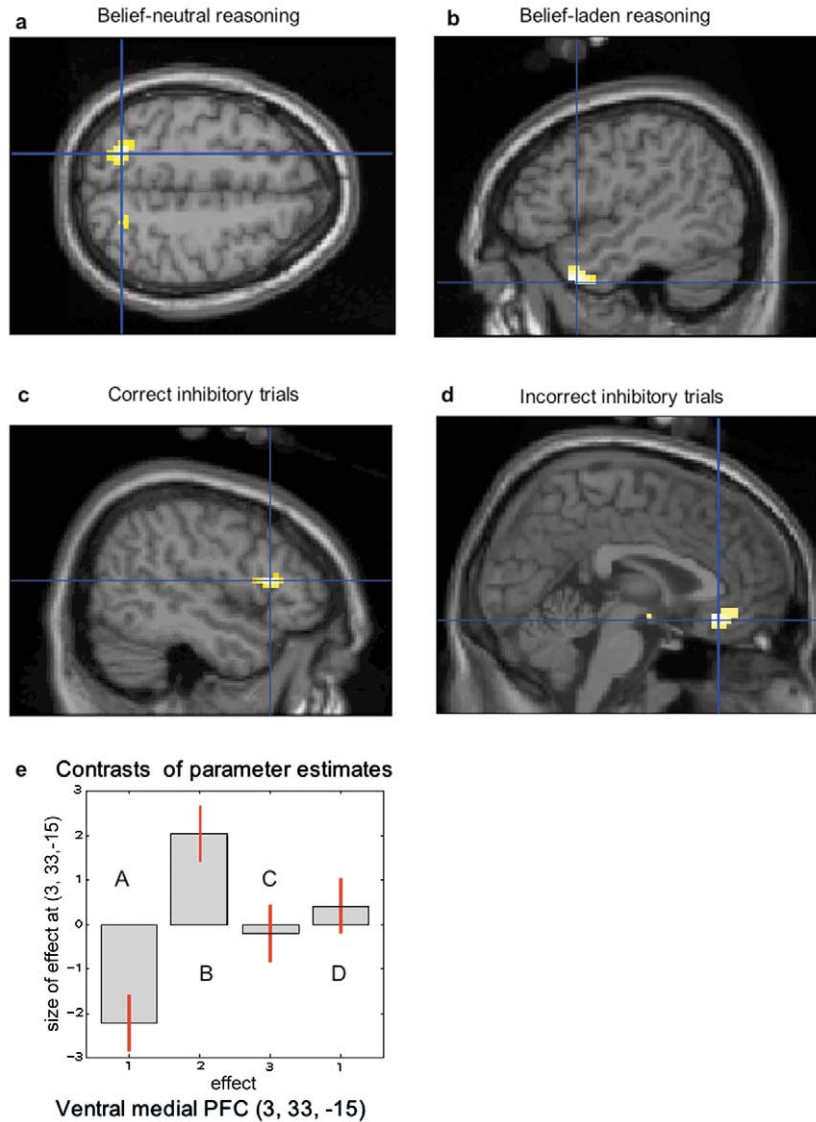 a Belief-neutral reasoning
b Belief-laden reasoning
c Correct inhibitory trials
d Incorrect inhibitory trials
e Contrasts of parameter estimates
size of effect at (3, 33,-15)
3
2
1
0
-1
-2
-3
A
B
C
D
1 2 3 1
effect
Ventral medial PFC (3, 33, -15)